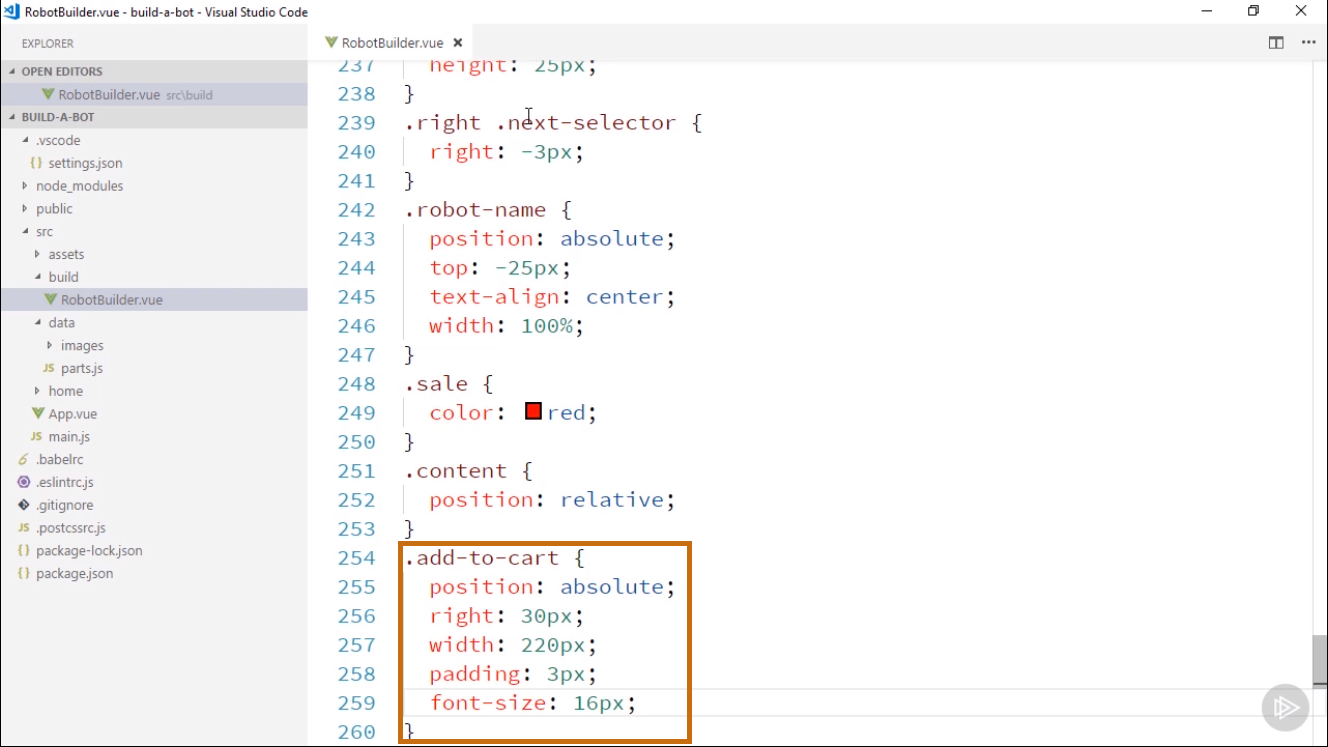 RobotBuilder.vue - build-a-bot - Visual Studio Code
EXPLORER
RobotBuilder.vue
OPEN EDITORS
RobotBuilder.vue src\build
BUILD-A-BOT
.vscode
{} settings.json
node_modules
public
src
assets
build
RobotBuilder.vue
data
images
JS parts.js
home
App.vue
JS main.js
.babelrc
.eslintrc.js
.gitignore
JS .postcssrc.js
{} package-lock.json
{} package.json
237 height: 25px;
238 }
239 .right .next-selector {
240 right: -3px;
241 }
242 .robot-name {
243 position: absolute;
244 top: -25px;
245 text-align: center;
246 width: 100%;
247 }
248 .sale {
249 color: red;
250 }
251 .content {
252 position: relative;
253 }
254 .add-to-cart {
255 position: absolute;
256 right: 30px;
257 width: 220px;
258 padding: 3px;
259 font-size: 16px;
260 }